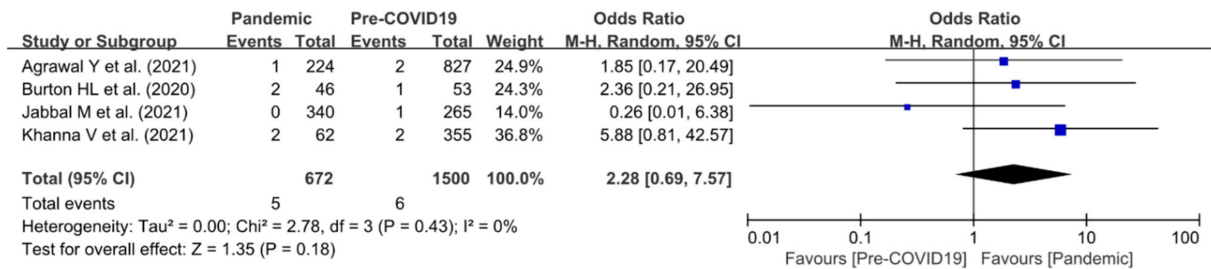 Pandemic Pre-COVID19 Odds Ratio Odds Ratio
Study or Subgroup Events Total Events Total Weight M-H, Random, 95% CI M-H, Random, 95% CI
Agrawal Y et al. (2021) 1 224 2 827 24.9% 1.85 [0.17, 20.49]
Burton HL et al. (2020) 2 46 1 53 24.3% 2.36 [0.21, 26.95]
Jabbal M et al. (2021) 0 340 1 265 14.0% 0.26 [0.01, 6.38]
Khanna V et al. (2021) 2 62 2 355 36.8% 5.88 [0.81, 42.57]
Total (95% CI) 672 1500 100.0% 2.28 [0.69, 7.57]
Total events 5 6
Heterogeneity: Tau² = 0.00; Chi² = 2.78, df = 3 (P = 0.43); I² = 0%
Test for overall effect: Z = 1.35 (P = 0.18)
0.01 0.1 1 10 100
Favours [Pre-COVID19] Favours [Pandemic]